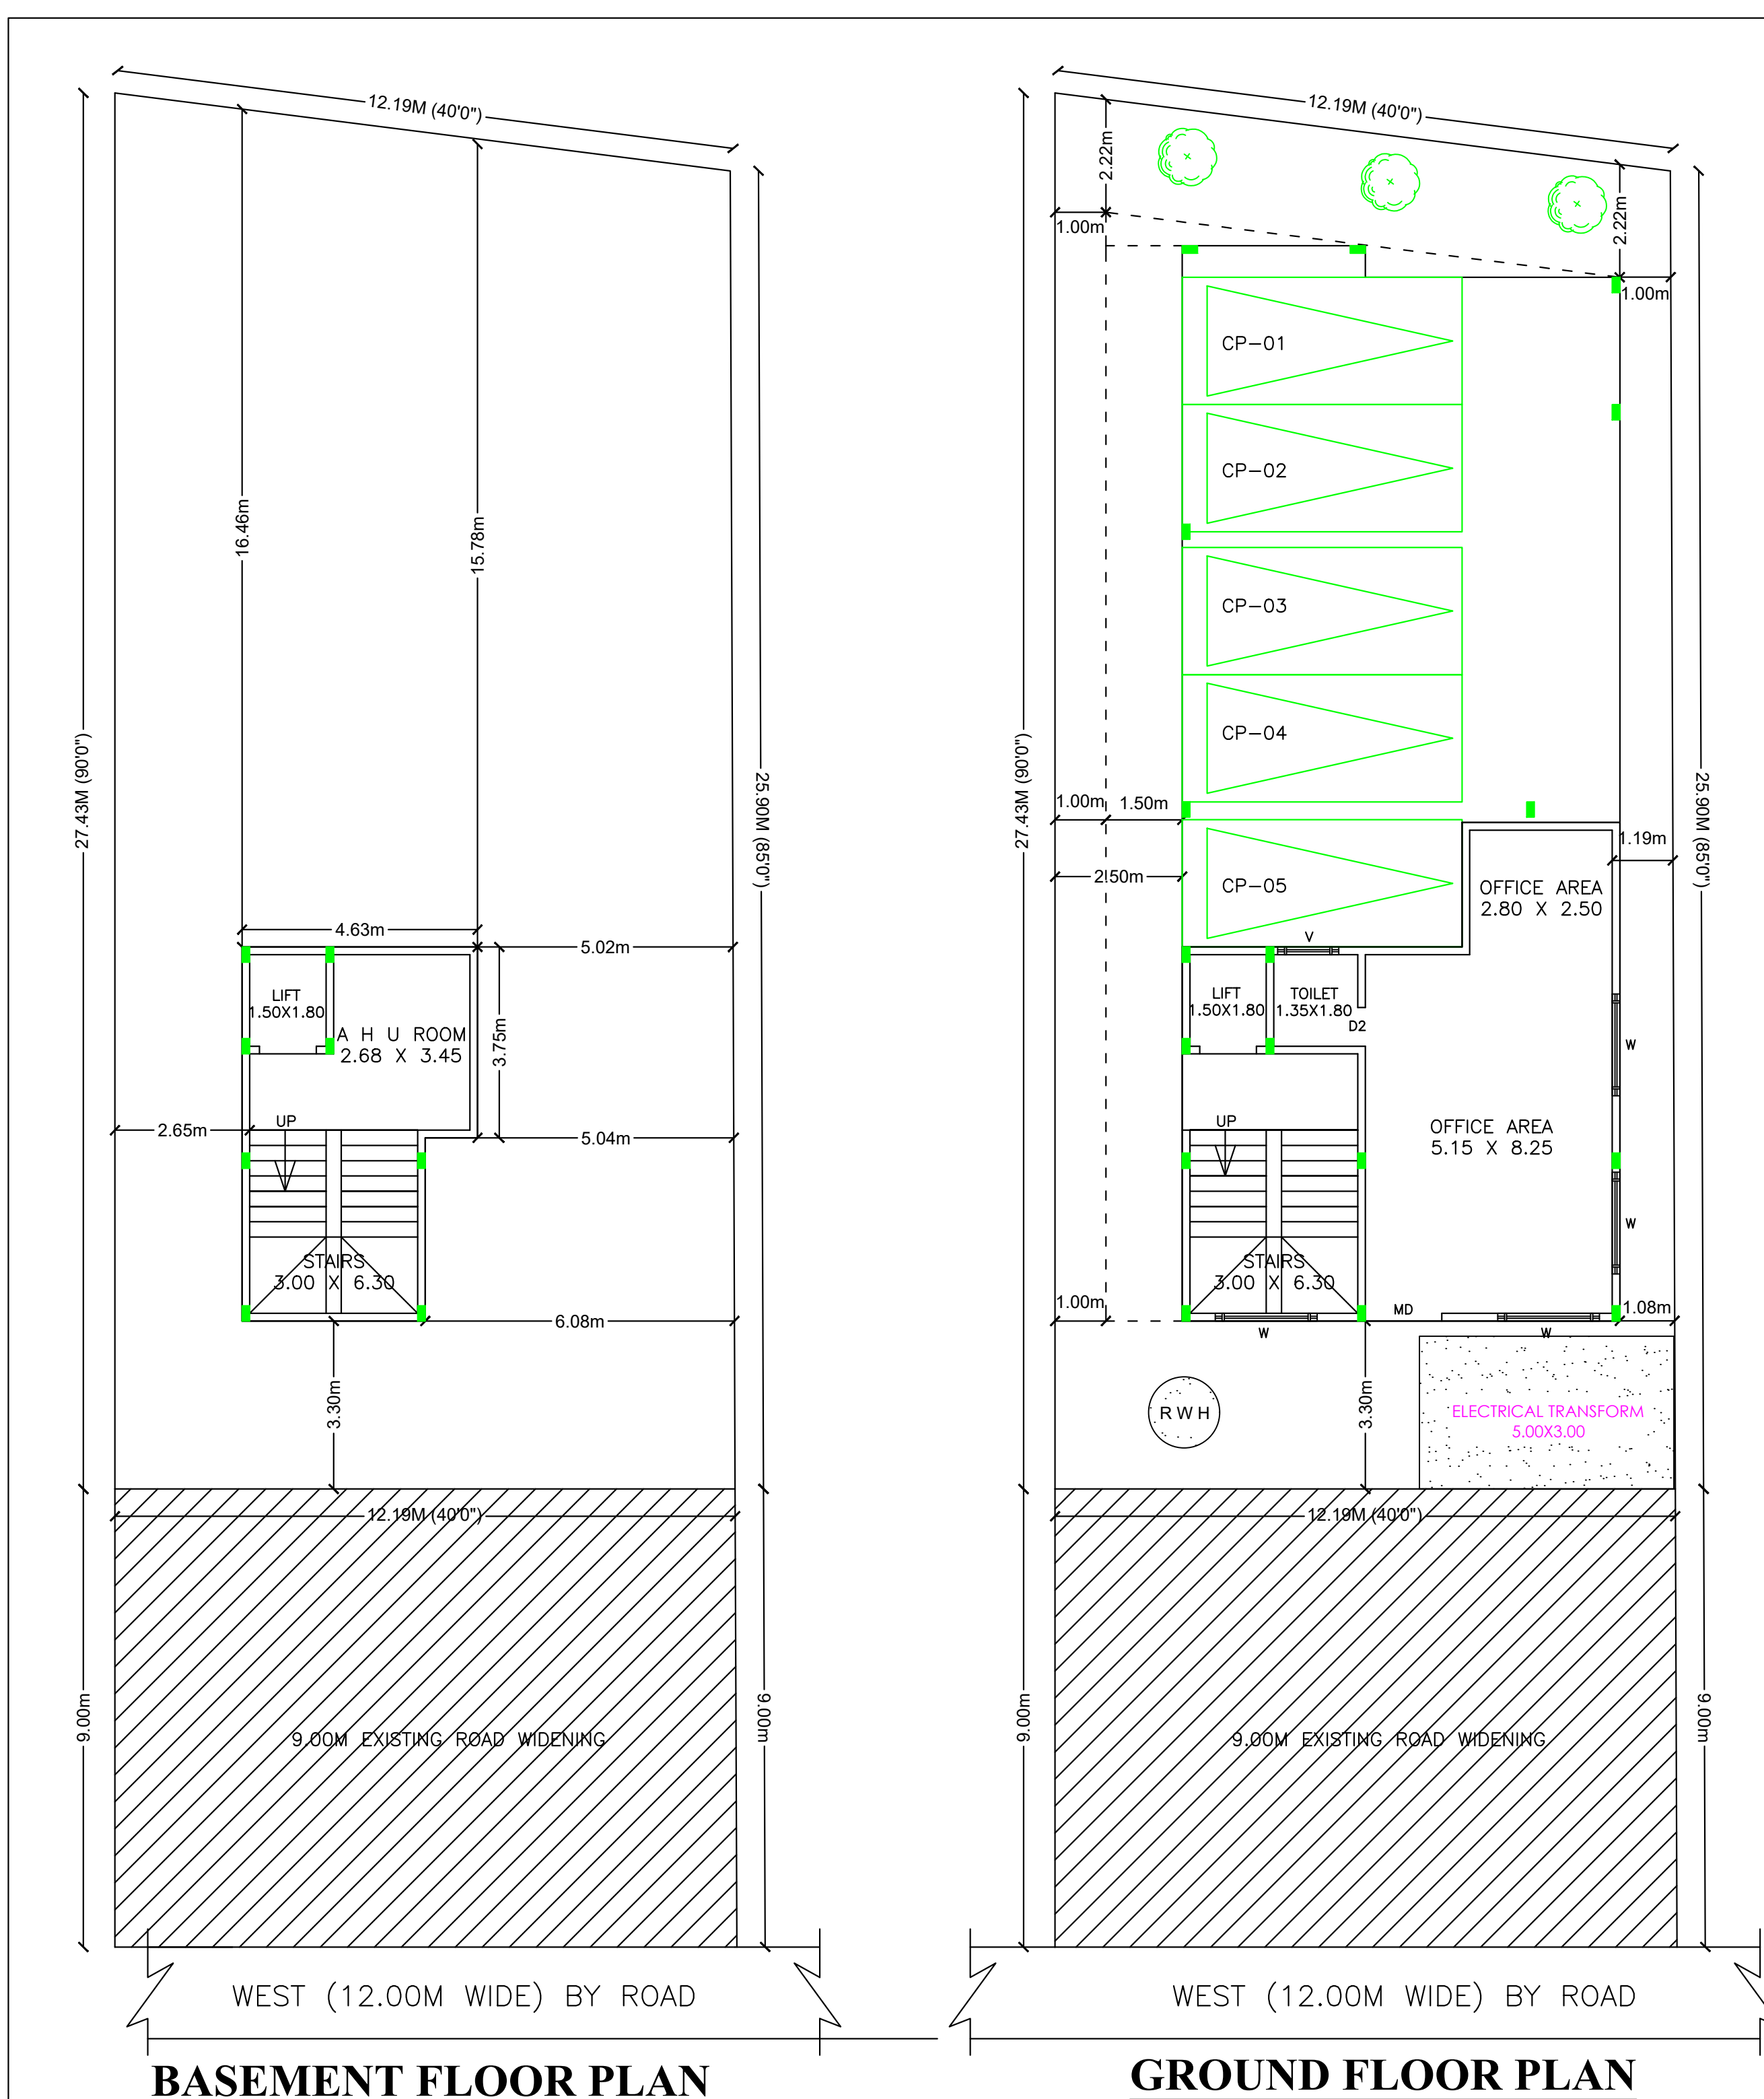 12.19M (40'0")
16.46m
15.78m
27.43M (90'0")
25.90M (85'0")
4.63m
5.02m
LIFT
1.50X1.80
A H U ROOM
2.68 X 3.45
3.75m
UP
2.65m
5.04m
STAIRS
3.00 X 6.30
6.08m
3.30m
12.19M (40'0")
9.00m
9.00m
9.00M EXISTING ROAD WIDENING
WEST (12.00M WIDE) BY ROAD
BASEMENT FLOOR PLAN
12.19M (40'0")
2.22m
2.22m
1.00m
1.00m
CP-01
CP-02
CP-03
CP-04
27.43M (90'0")
25.90M (85'0")
1.00m
1.50m
1.19m
2.50m
CP-05
OFFICE AREA
2.80 X 2.50
V
LIFT
1.50X1.80
TOILET
1.35X1.80
D2
W
UP
OFFICE AREA
5.15 X 8.25
W
STAIRS
3.00 X 6.30
1.00m
MD
1.08m
W
W
3.30m
R W H
ELECTRICAL TRANSFORM
5.00X3.00
12.19M (40'0")
9.00m
9.00m
9.00M EXISTING ROAD WIDENING
WEST (12.00M WIDE) BY ROAD
GROUND FLOOR PLAN